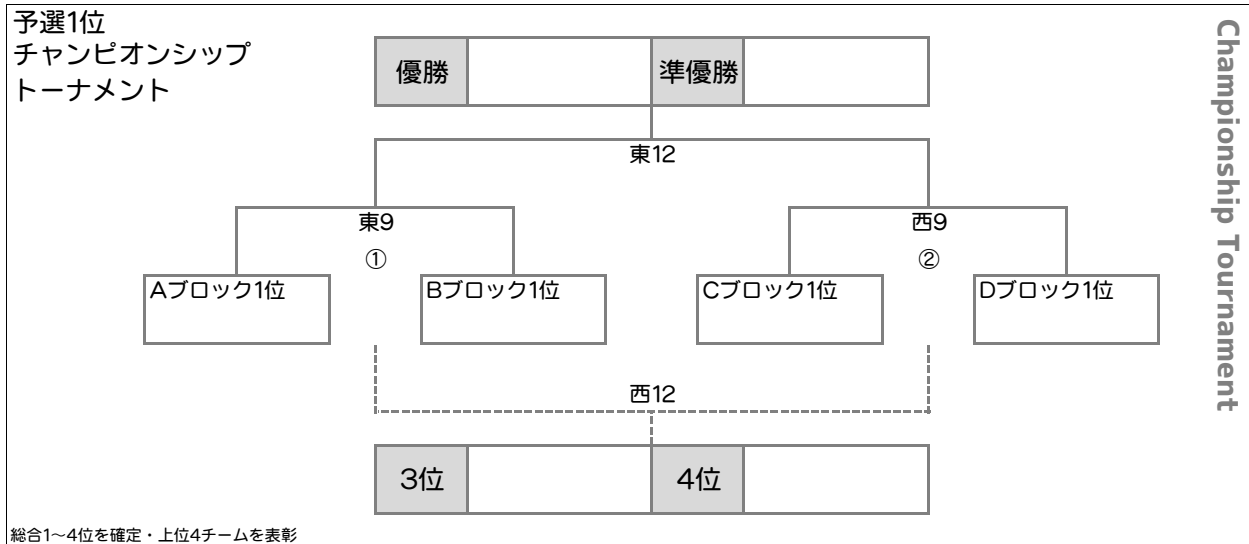 予選1位
チャンピオンシップ
トーナメント
優勝
準優勝
東12
東9
西9
①
②
Aブロック1位
Bブロック1位
Cブロック1位
Dブロック1位
西12
3位
4位
総合1~4位を確定・上位4チームを表彰
Championship Tournament